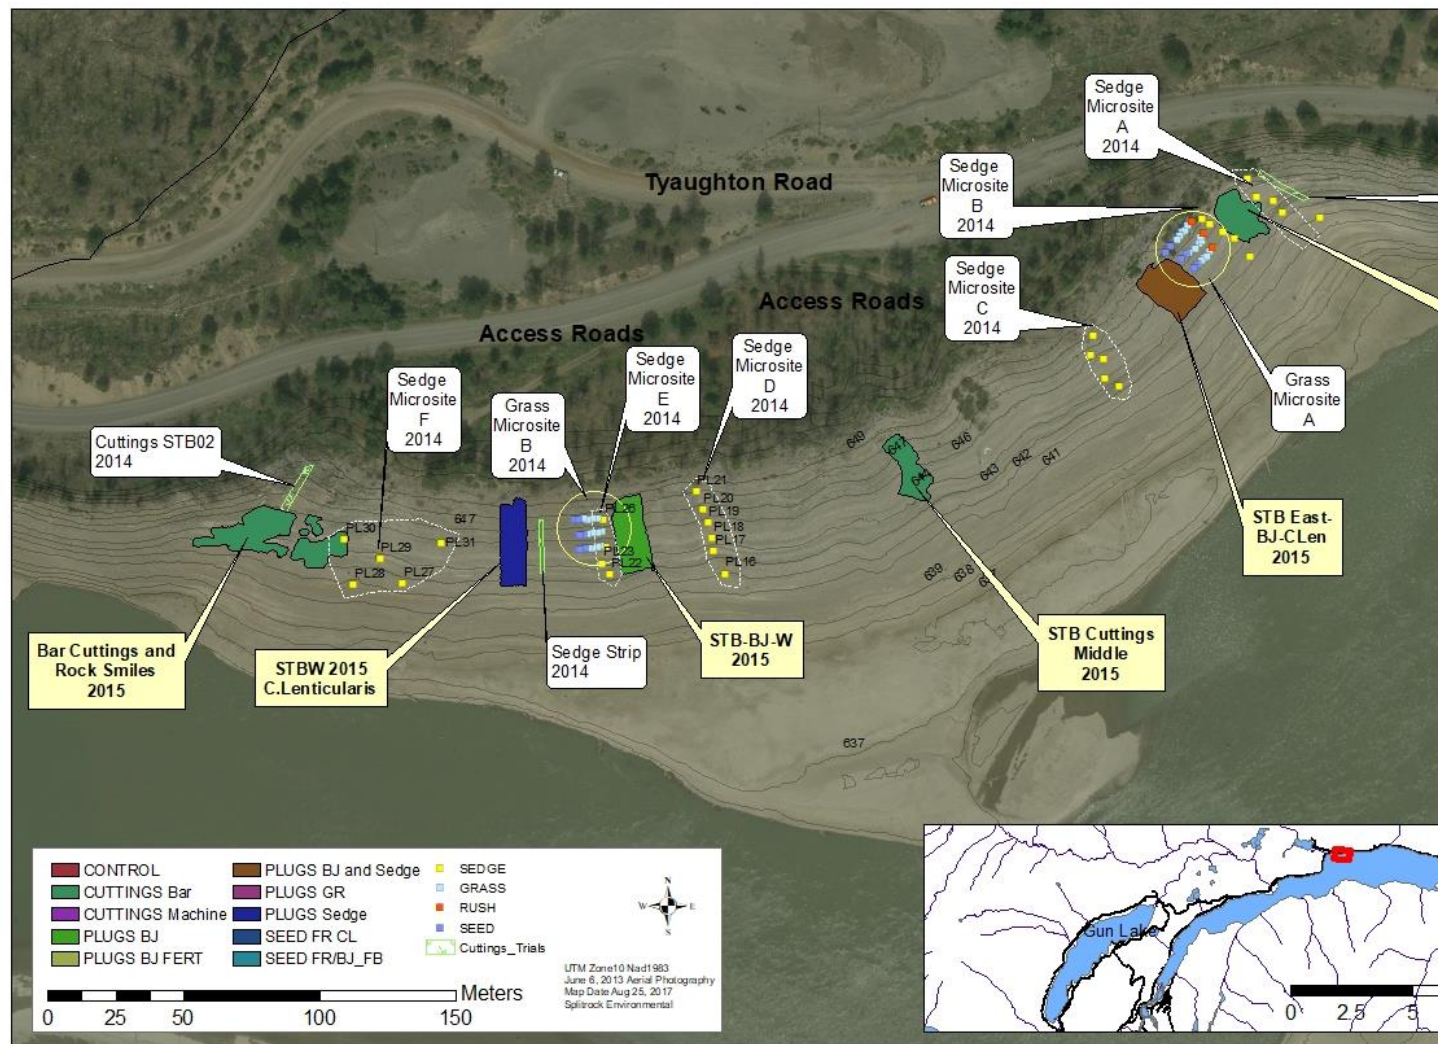 Sedge
Microsite
A
2014
Sedge
Microsite
B
2014
Tyaughton Road
Sedge
Microsite
C
2014
Access Roads
Access Roads
Sedge
Microsite
D
2014
Sedge
Microsite
E
2014
Sedge
Microsite
F
2014
Grass
Microsite
B
2014
Grass
Microsite
A
Cuttings STB02
2014
649
647
646
644
643
642
641
PL21
PL20
PL19
PL18
PL17
PL16
PL26
PL23
PL22
647
PL30
PL31
PL29
PL28
PL27
639
638
637
STB East-
BJ-CLen
2015
Bar Cuttings and
Rock Smiles
2015
STBW 2015
C.Lenticularis
Sedge Strip
2014
STB-BJ-W
2015
STB Cuttings
Middle
2015
637
CONTROL
CUTTINGS Bar
CUTTINGS Machine
PLUGS BJ
PLUGS BJ FERT
PLUGS BJ and Sedge
PLUGS GR
PLUGS Sedge
SEED FR CL
SEED FR/BJ_FB
SEDGE
GRASS
RUSH
SEED
Cuttings_Trials
N
W E
S
UTM Zone10 Nad1983
June 6, 2013 Aerial Photography
Map Date Aug 25, 2017
Splitrock Environmental
Meters
0 25 50 100 150
Gun Lake
0 2.5 5